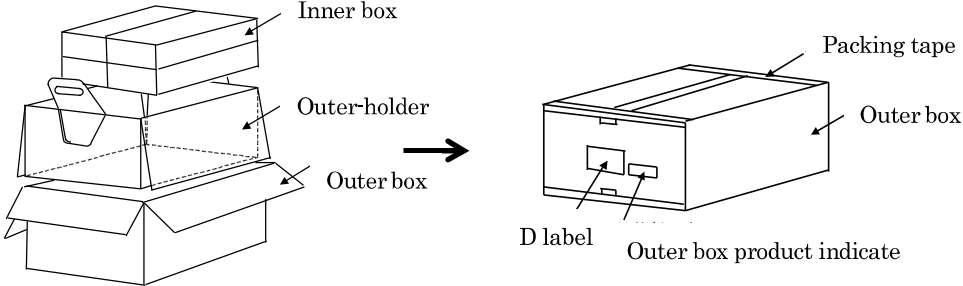 Inner box
Outer-holder
Outer box
Packing tape
Outer box
D label
Outer box product indicate